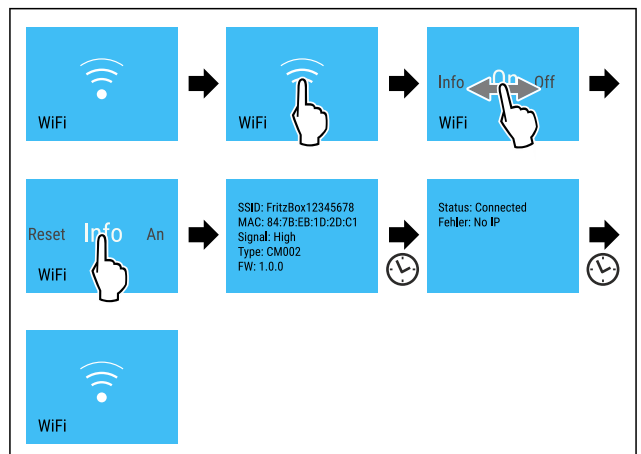 WiFi
WiFi
Info On Off
WiFi
Reset Info An
WiFi
SSID: FritzBox12345678
MAC: 84:7B:EB:1D:2D:C1
Signal: High
Type: CM002
FW: 1.0.0
Status: Connected
Fehler: No IP
WiFi